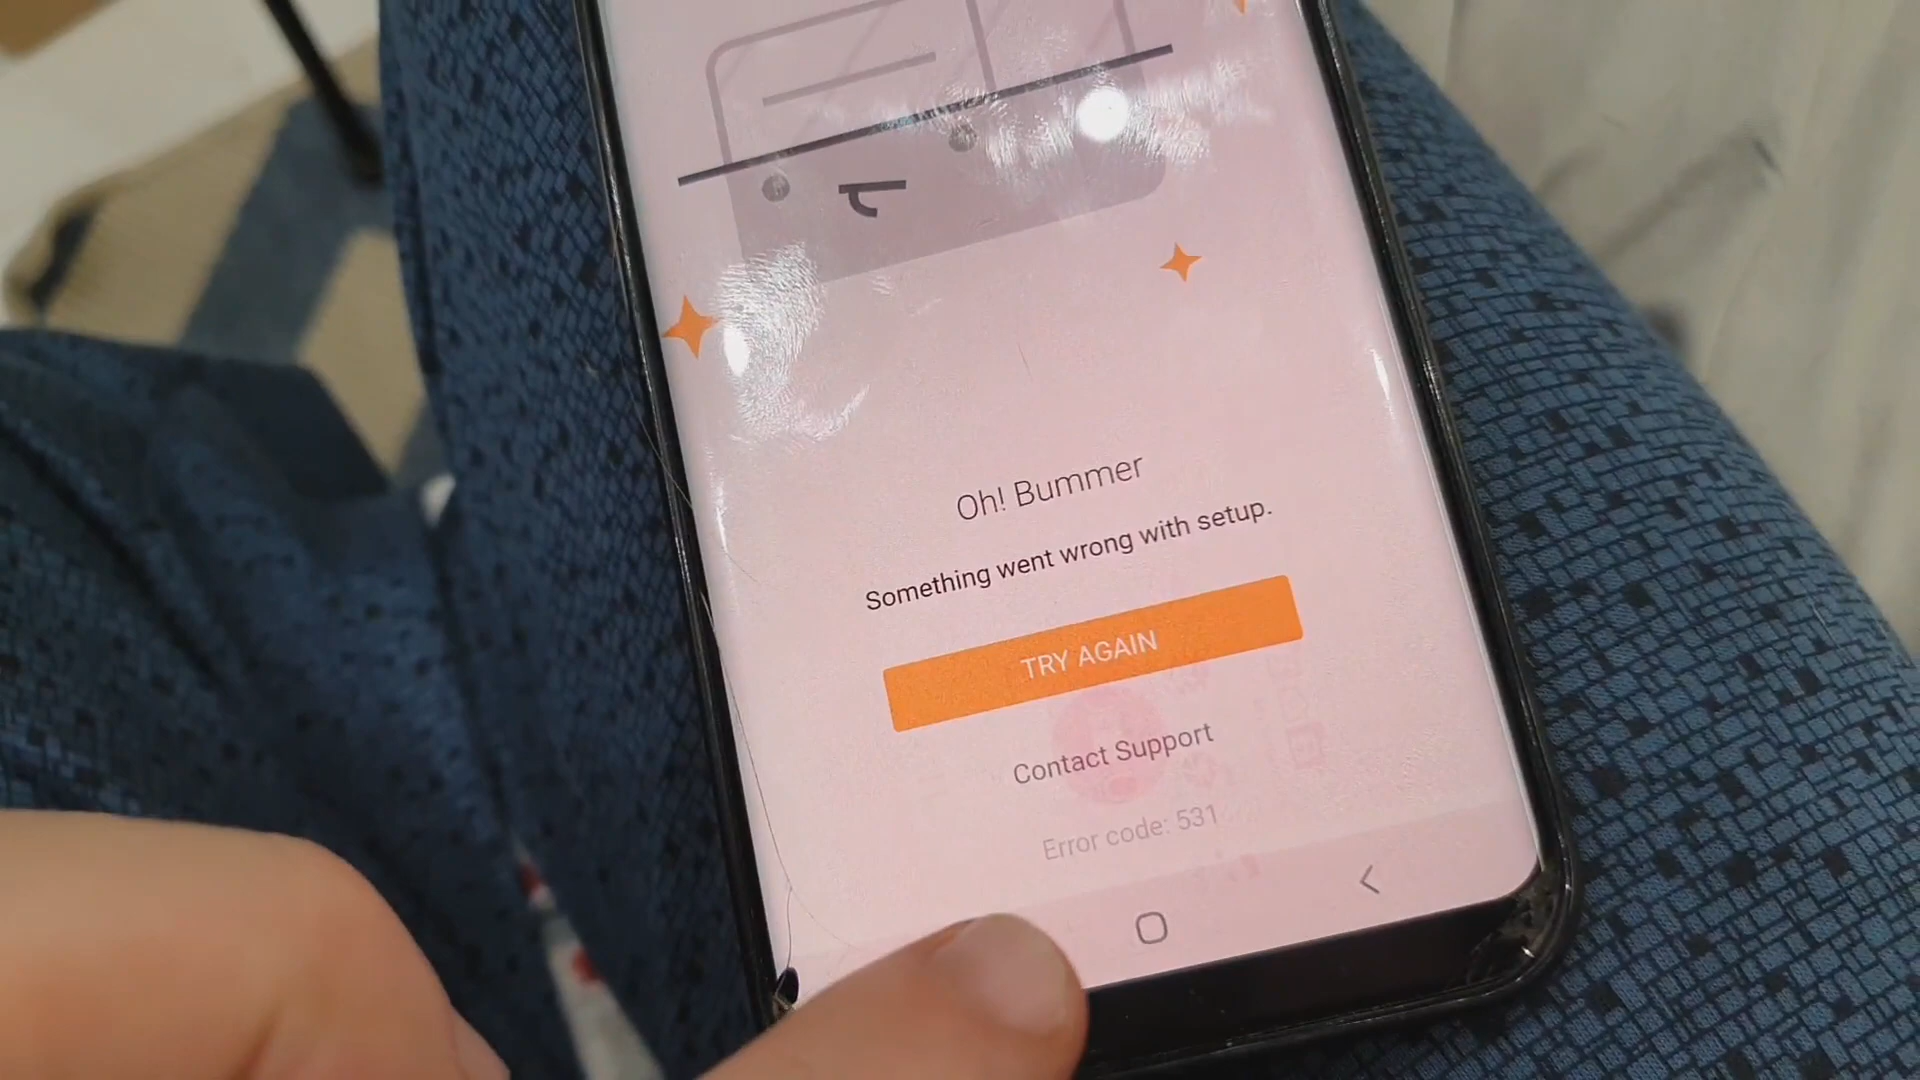 Oh! Bummer
Something went wrong with setup.
TRY AGAIN
Contact Support
Error code: 531